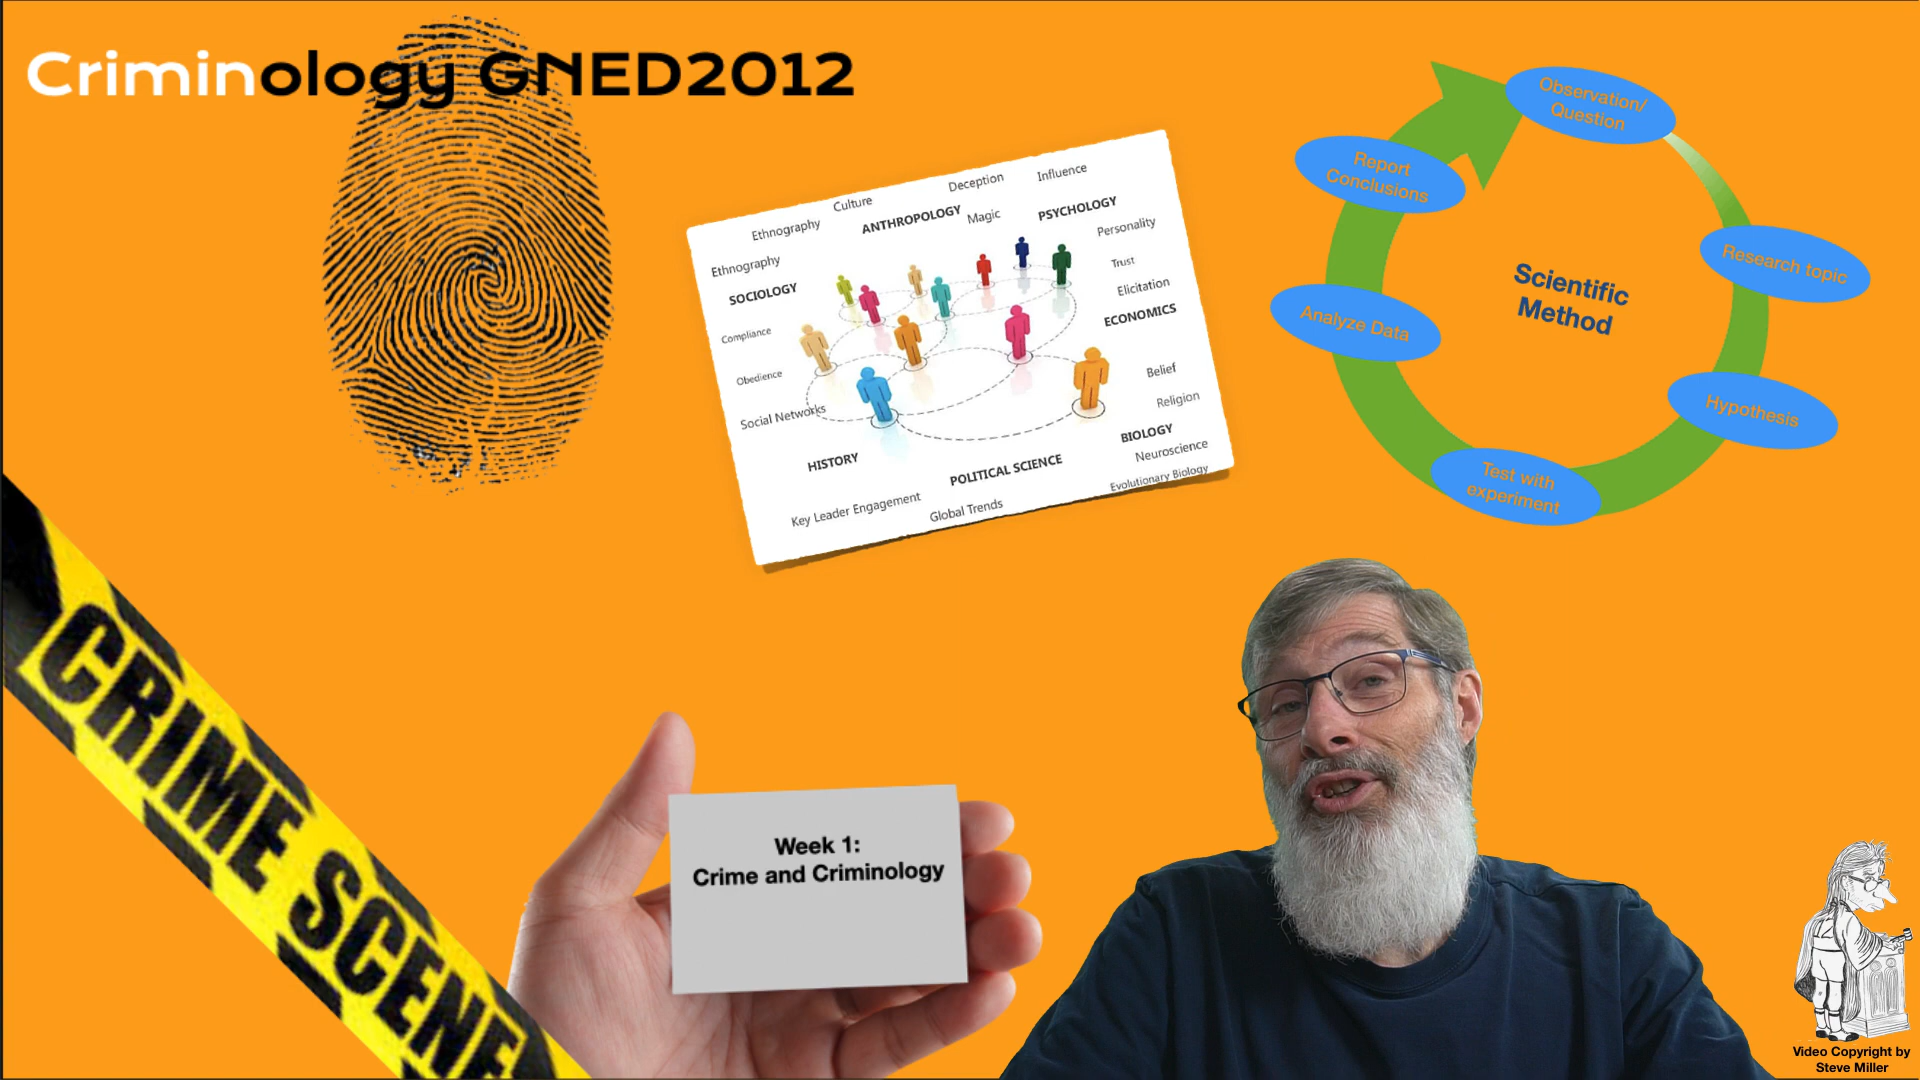 Criminology GNED2012
Deception
Influence
Culture
Ethnography
ANTHROPOLOGY
Magic
PSYCHOLOGY
Personality
Ethnography
Trust
SOCIOLOGY
Elicitation
Compliance
ECONOMICS
Obedience
Belief
Social Networks
Religion
HISTORY
BIOLOGY
POLITICAL SCIENCE
Neuroscience
Evolutionary Biology
Key Leader Engagement
Global Trends
Observation/
Question
Research topic
Hypothesis
Test with
experiment
Analyze Data
Report
Conclusions
Scientific
Method
CRIME SCENE
Week 1:
Crime and Criminology
Video Copyright by
Steve Miller